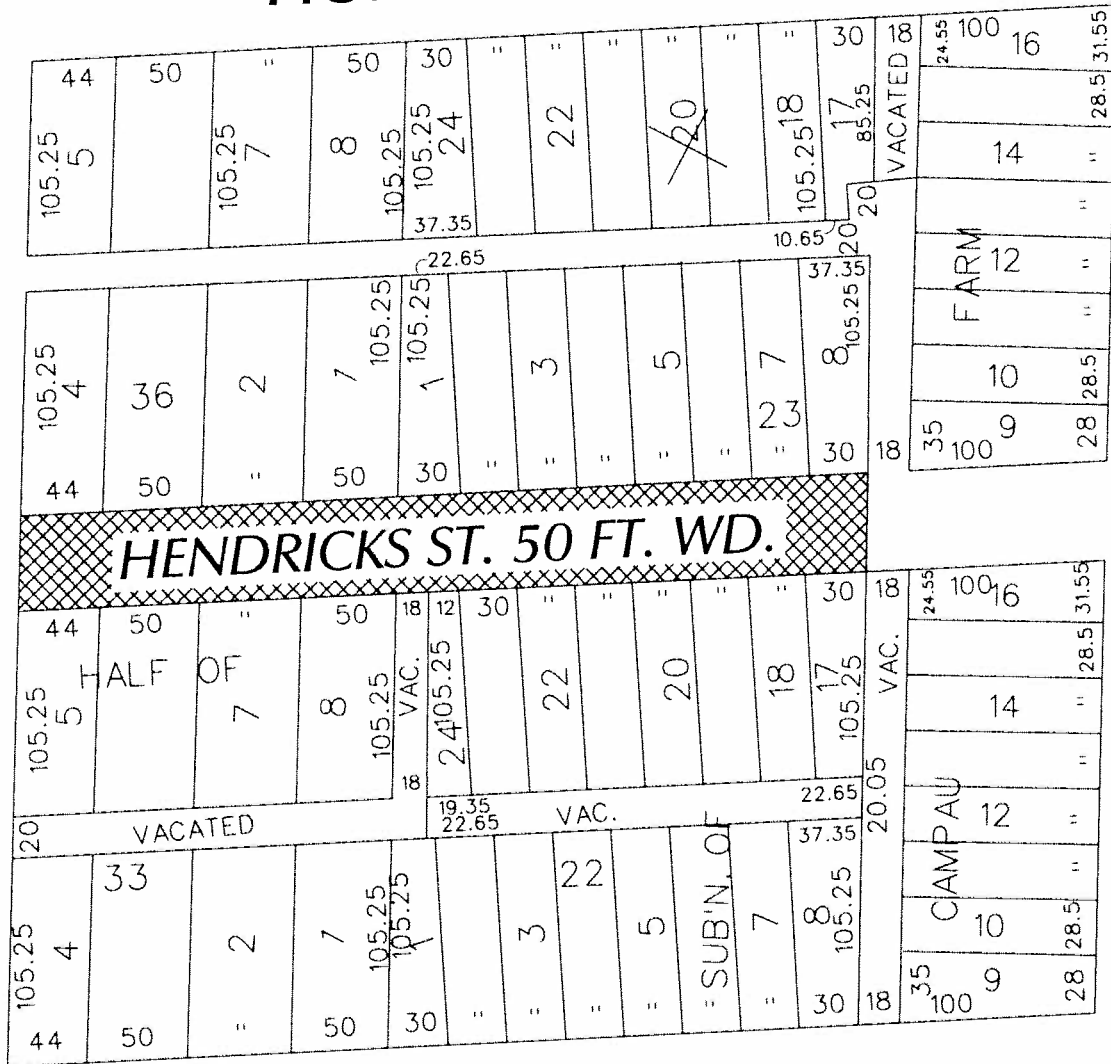 44 50 " 50 30 " " " " " " 30 18 24.55 100 16 31.55
105.25 5 105.25 7 8 105.25 105.25 24 22 20 105.25 18 17 85.25 VACATED 28.5
14 "
"
37.35 20
22.65 10.65 20
37.35 FARM 12 "
"
105.25 4 36 2 1 105.25 105.25 1 3 5 7 8 105.25 10 28.5
23
44 50 " 50 30 " " " " " " 30 18 35 100 9 28
HENDRICKS ST. 50 FT. WD.
44 50 " 50 18 12 30 " " " " " 30 18 24.55 100 16 31.55
HALF OF 28.5
105.25 5 7 8 105.25 VAC. 24 105.25 22 20 18 17 105.25 VAC. 14 "
"
18
19.35 22.65 20.05
20 VACATED 22.65 VAC. 37.35 12 "
"
33 22 CAMPAU
105.25 4 2 1 105.25 105.25 1 3 5 "SUB'N. OF 7 8 105.25 10 28.5
44 50 " 50 30 " " " " " 30 18 35 100 9 28